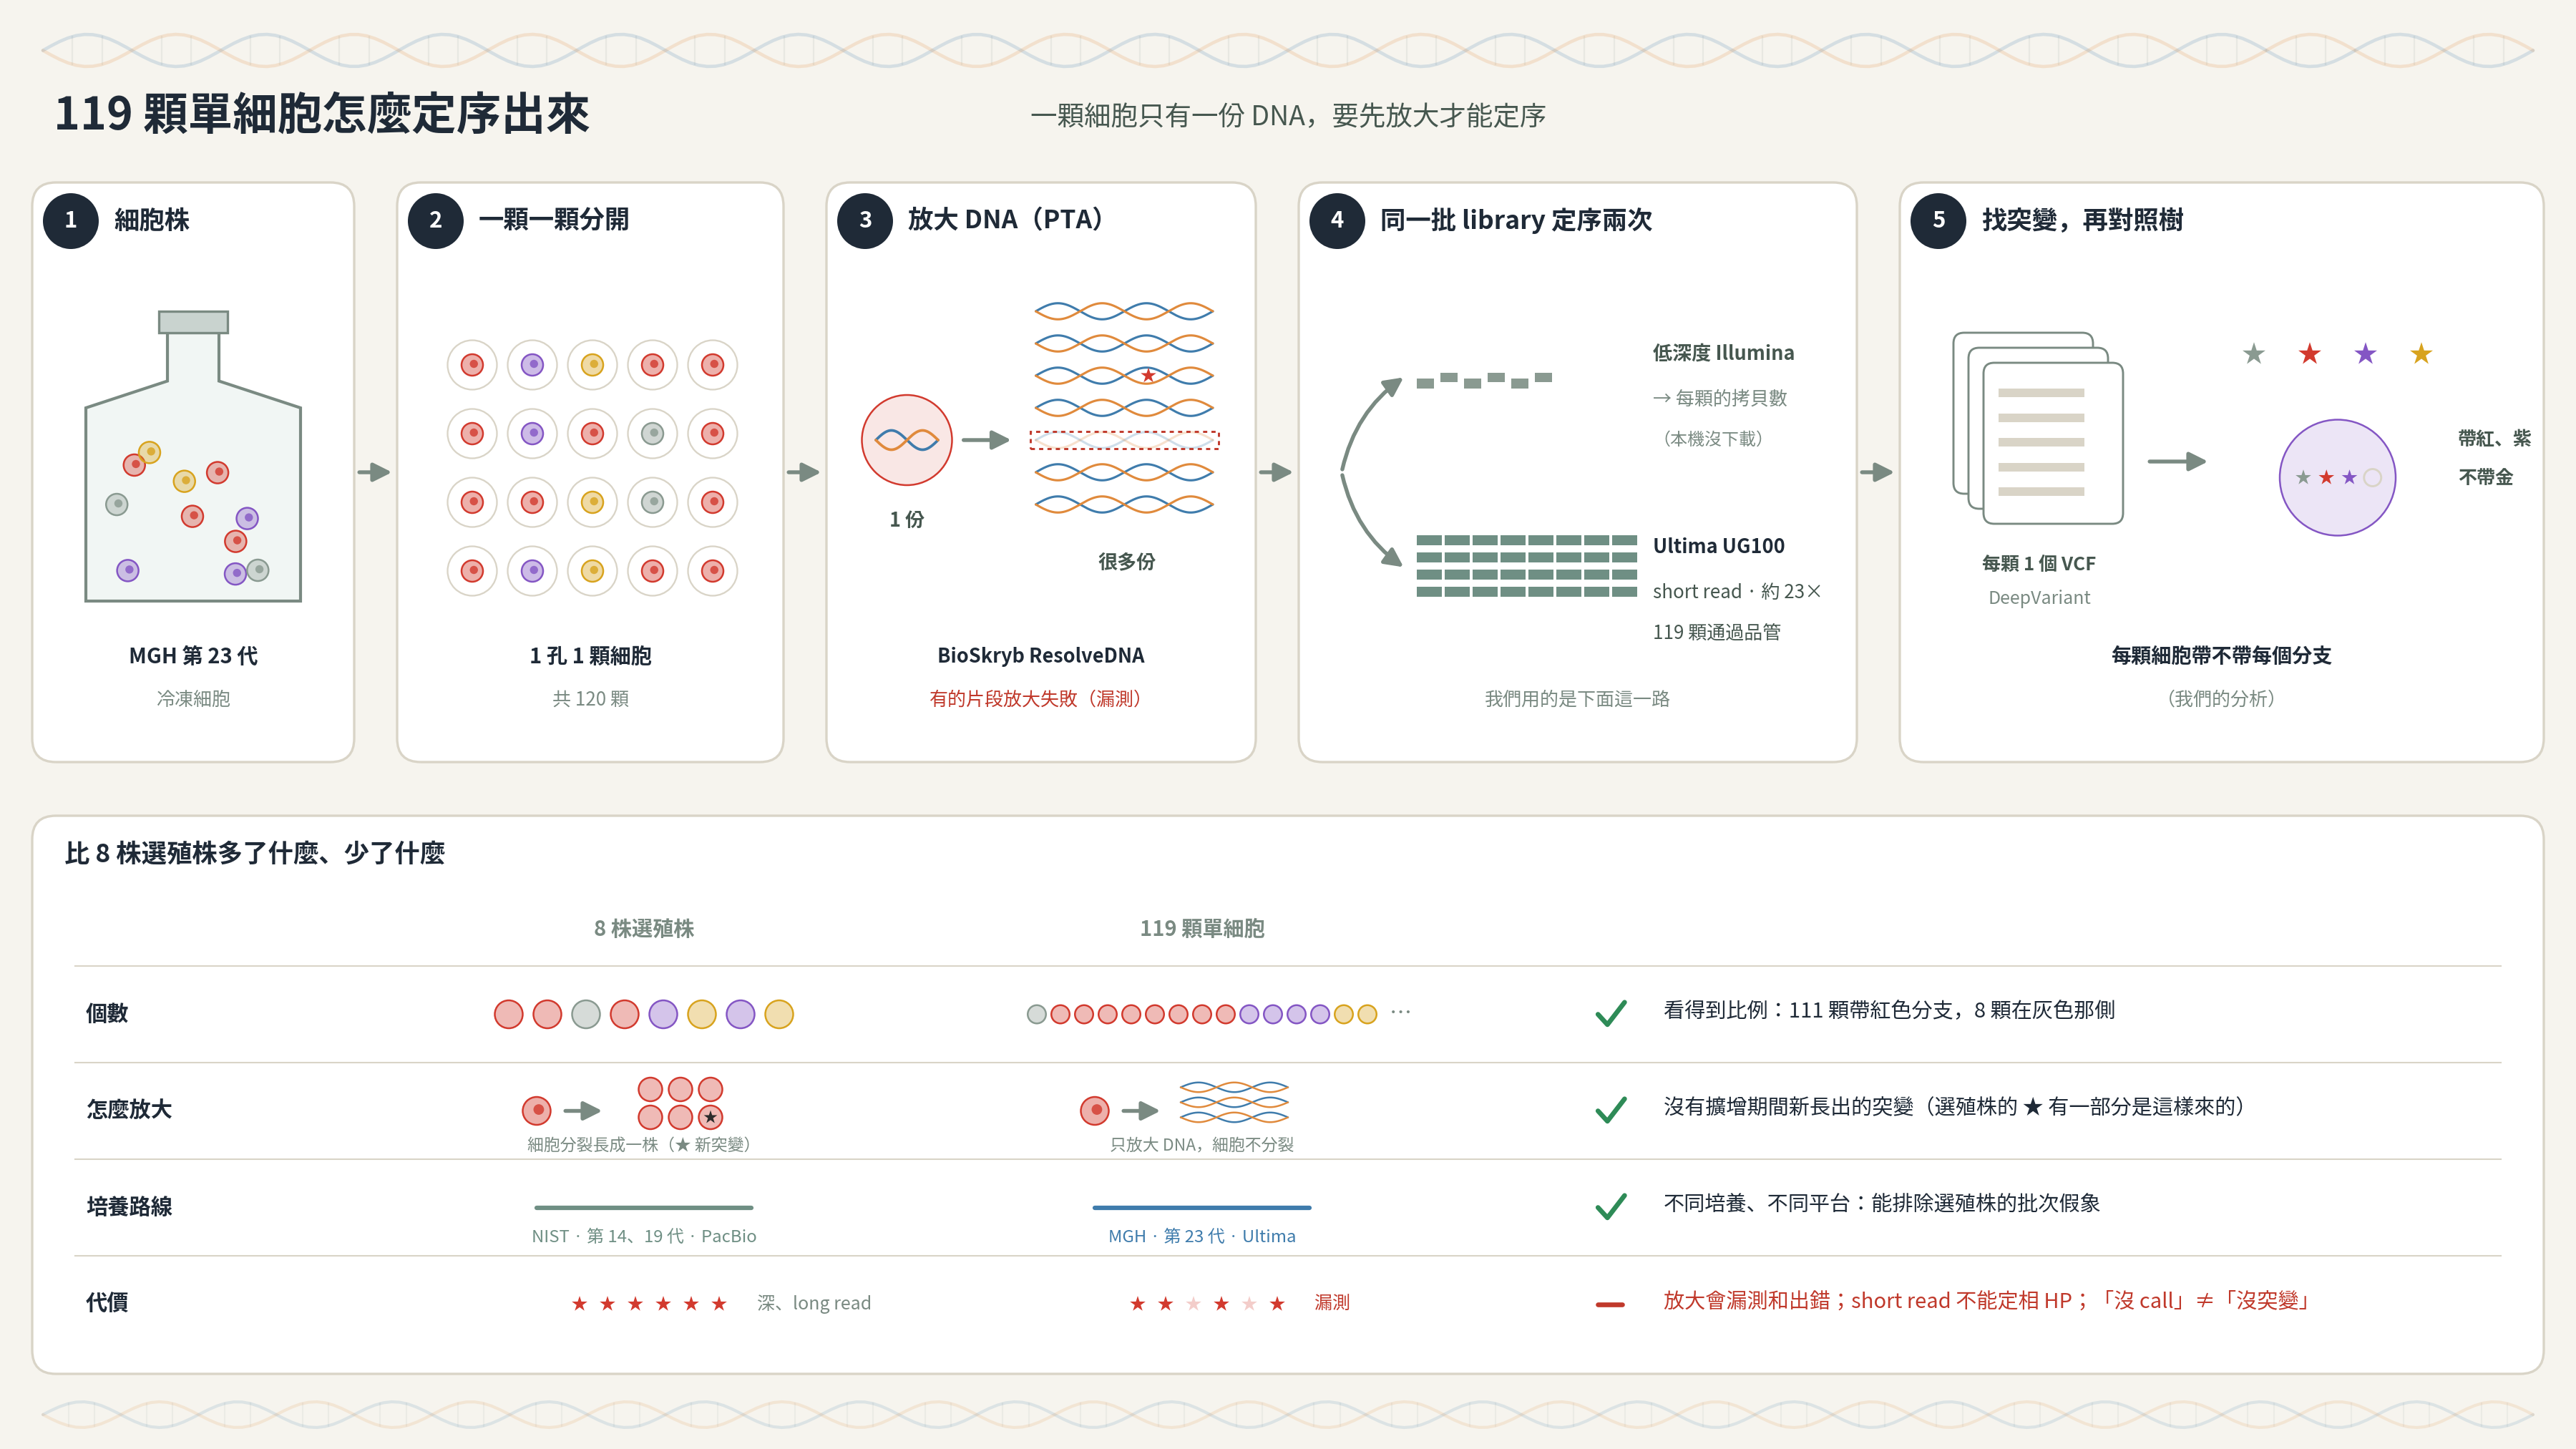 119 顆單細胞怎麼定序出來
一顆細胞只有一份 DNA，要先放大才能定序
1 細胞株
MGH 第 23 代
冷凍細胞
2 一顆一顆分開
1 孔 1 顆細胞
共 120 顆
3 放大 DNA（PTA）
1 份
很多份
BioSkryb ResolveDNA
有的片段放大失敗（漏測）
4 同一批 library 定序兩次
低深度 Illumina
→ 每顆的拷貝數
（本機沒下載）
Ultima UG100
short read · 約 23×
119 顆通過品管
我們用的是下面這一路
5 找突變，再對照樹
帶紅、紫
不帶金
每顆 1 個 VCF
DeepVariant
每顆細胞帶不帶每個分支
（我們的分析）
比 8 株選殖株多了什麼、少了什麼
8 株選殖株
119 顆單細胞
個數
…
看得到比例：111 顆帶紅色分支，8 顆在灰色那側
怎麼放大
細胞分裂長成一株（★ 新突變）
只放大 DNA，細胞不分裂
沒有擴增期間新長出的突變（選殖株的 ★ 有一部分是這樣來的）
培養路線
NIST · 第 14、19 代 · PacBio
MGH · 第 23 代 · Ultima
不同培養、不同平台：能排除選殖株的批次假象
代價
深、long read
漏測
放大會漏測和出錯；short read 不能定相 HP；「沒 call」≠「沒突變」